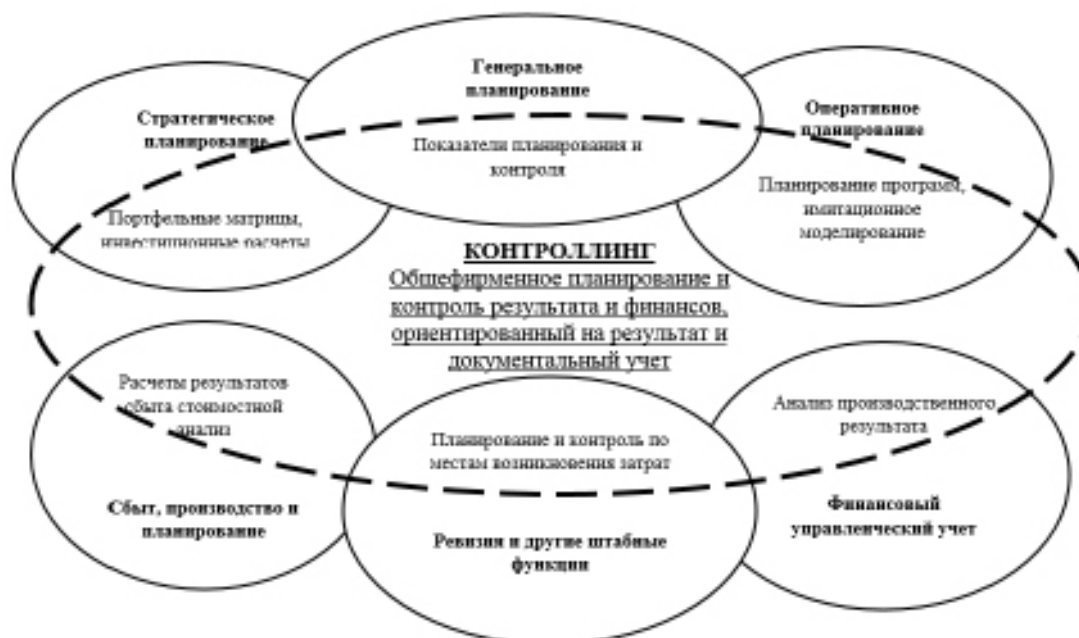 Генеральное
планирование
Показатели планирования и
контроля
Стратегическое
планирование
Портфельные матрицы,
инвестиционные расчеты
Оперативное
планирование
Планирование программ,
имитационное
моделирование
КОНТРОЛЛИНГ
Общефирменное планирование и
контроль результата и финансов,
ориентированный на результат и
документальный учет
Расчеты результатов
сбыта стоимостной
анализ
Сбыт, производство и
планирование
Планирование и контроль по
местам возникновения затрат
Ревизия и другие штабные
функции
Анализ производственного
результата
Финансовый
управленческий учет